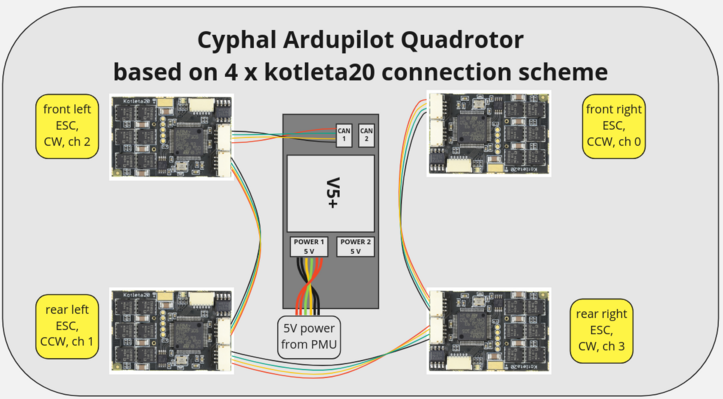 Cyphal Ardupilot Quadrotor
based on 4 x kotleta20 connection scheme
front left
ESC,
CW, ch 2
Kotleta20
CAN
1
CAN
2
front right
ESC,
CCW, ch 0
Kotleta20
V5+
POWER 1
5 V
POWER 2
5 V
rear left
ESC,
CCW, ch 1
Kotleta20
5V power
from PMU
rear right
ESC,
CW, ch 3
Kotleta20